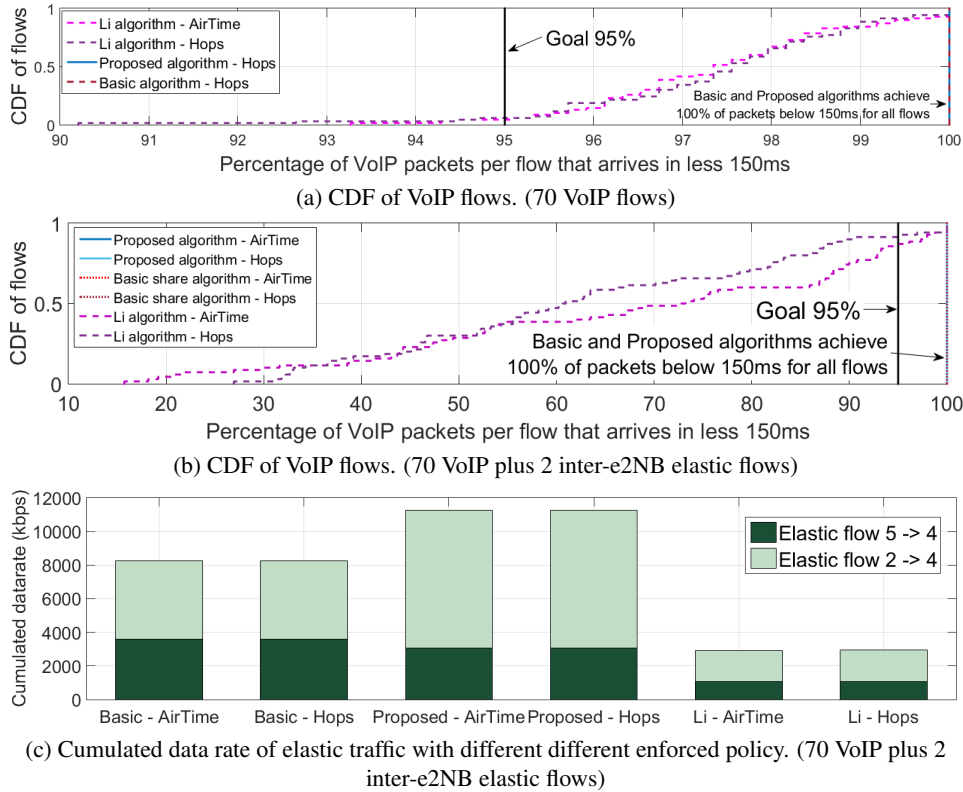 CDF of flows
1
0.5
0
Li algorithm - AirTime
Li algorithm - Hops
Proposed algorithm - Hops
Basic algorithm - Hops
Goal 95%
Basic and Proposed algorithms achieve
100% of packets below 150ms for all flows
90 91 92 93 94 95 96 97 98 99 100
Percentage of VoIP packets per flow that arrives in less 150ms
(a) CDF of VoIP flows. (70 VoIP flows)
CDF of flows
1
0.5
0
Proposed algorithm - AirTime
Proposed algorithm - Hops
Basic share algorithm - AirTime
Basic share algorithm - Hops
Li algorithm - AirTime
Li algorithm - Hops
Goal 95%
Basic and Proposed algorithms achieve
100% of packets below 150ms for all flows
10 20 30 40 50 60 70 80 90 100
Percentage of VoIP packets per flow that arrives in less 150ms
(b) CDF of VoIP flows. (70 VoIP plus 2 inter-e2NB elastic flows)
Cumulated datarate (kbps)
12000
10000
8000
6000
4000
2000
0
Elastic flow 5 -> 4
Elastic flow 2 -> 4
Basic - AirTime Basic - Hops Proposed - AirTime Proposed - Hops Li - AirTime Li - Hops
(c) Cumulated data rate of elastic traffic with different different enforced policy. (70 VoIP plus 2
inter-e2NB elastic flows)